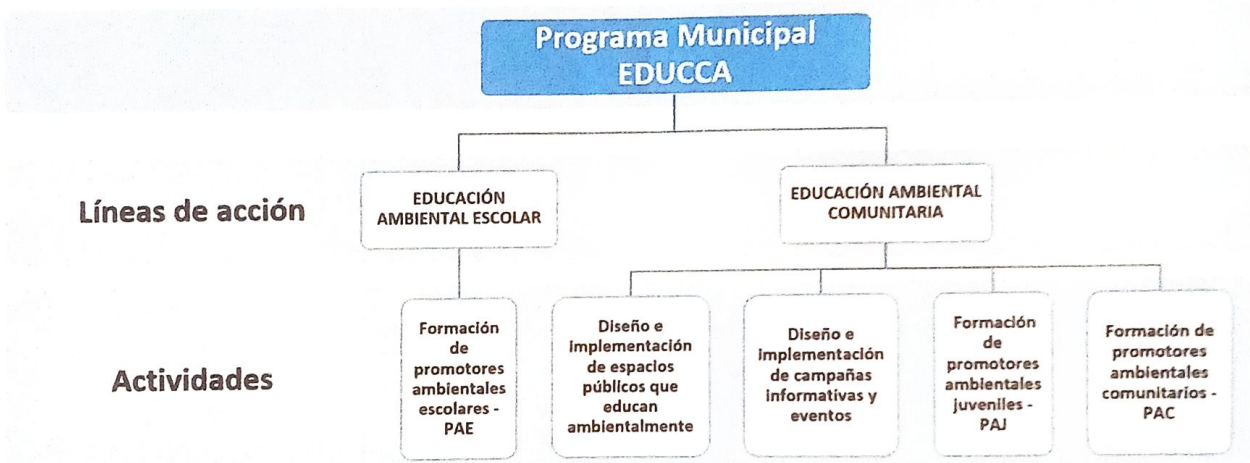 Programa Municipal
EDUCCA
Líneas de acción
EDUCACIÓN
AMBIENTAL ESCOLAR
EDUCACIÓN AMBIENTAL
COMUNITARIA
Actividades
Formación
de
promotores
ambientales
escolares -
PAE
Diseño e
implementación
de espacios
públicos que
educan
ambientalmente
Diseño e
implementación
de campañas
informativas y
eventos
Formación
de
promotores
ambientales
juveniles -
PAJ
Formación de
promotores
ambientales
comunitarios -
PAC